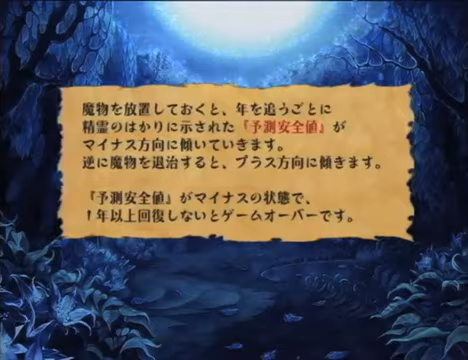 魔物を放置しておくと、年を追うごとに
精霊のはかりに示された『予測安全値』が
マイナス方向に傾いていきます。
逆に魔物を退治すると、プラス方向に傾きます。
『予測安全値』がマイナスの状態で、
１年以上回復しないとゲームオーバーです。